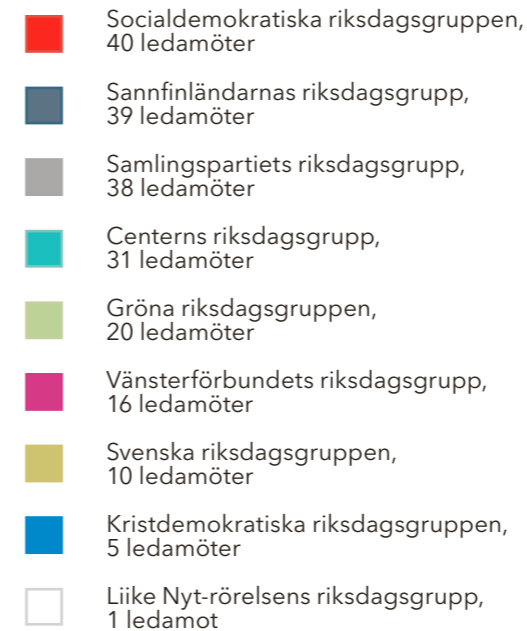 Socialdemokratiska riksdagsgruppen,
40 ledamöter
Sannfinländarnas riksdagsgrupp,
39 ledamöter
Samlingspartiets riksdagsgrupp,
38 ledamöter
Centerns riksdagsgrupp,
31 ledamöter
Gröna riksdagsgruppen,
20 ledamöter
Vänsterförbundets riksdagsgrupp,
16 ledamöter
Svenska riksdagsgruppen,
10 ledamöter
Kristdemokratiska riksdagsgruppen,
5 ledamöter
Liike Nyt-rörelsens riksdagsgrupp,
1 ledamot